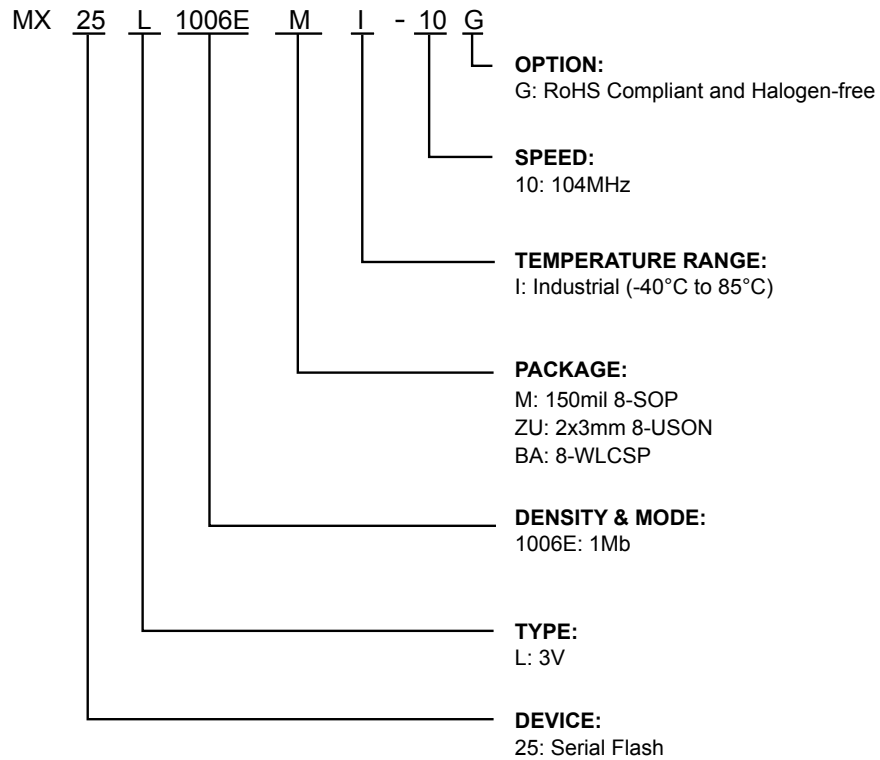 MX 25 L 1006E M I - 10 G
OPTION:
G: RoHS Compliant and Halogen-free
SPEED:
10: 104MHz
TEMPERATURE RANGE:
I: Industrial (-40°C to 85°C)
PACKAGE:
M: 150mil 8-SOP
ZU: 2x3mm 8-USON
BA: 8-WLCSP
DENSITY & MODE:
1006E: 1Mb
TYPE:
L: 3V
DEVICE:
25: Serial Flash